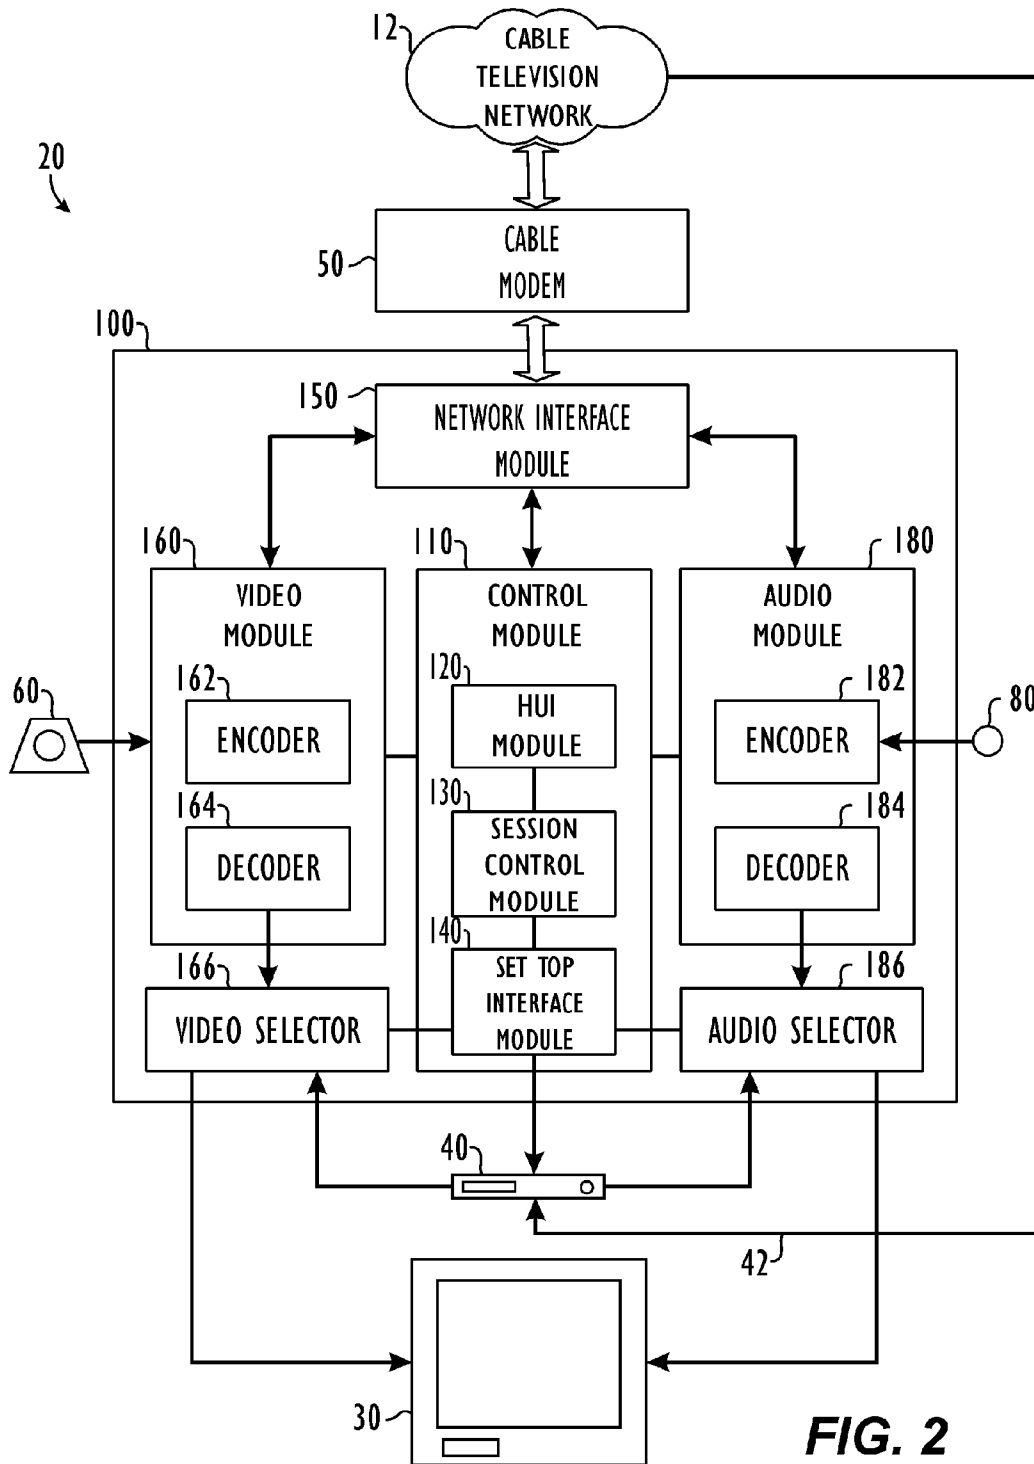 12
CABLE
TELEVISION
NETWORK
20
50
CABLE
MODEM
100
150
NETWORK INTERFACE
MODULE
160
110
180
VIDEO
MODULE
CONTROL
MODULE
AUDIO
MODULE
60
162
ENCODER
120
HUI
MODULE
182
ENCODER
80
164
DECODER
130
SESSION
CONTROL
MODULE
184
DECODER
166
VIDEO SELECTOR
140
SET TOP
INTERFACE
MODULE
186
AUDIO SELECTOR
40
42
30
FIG. 2